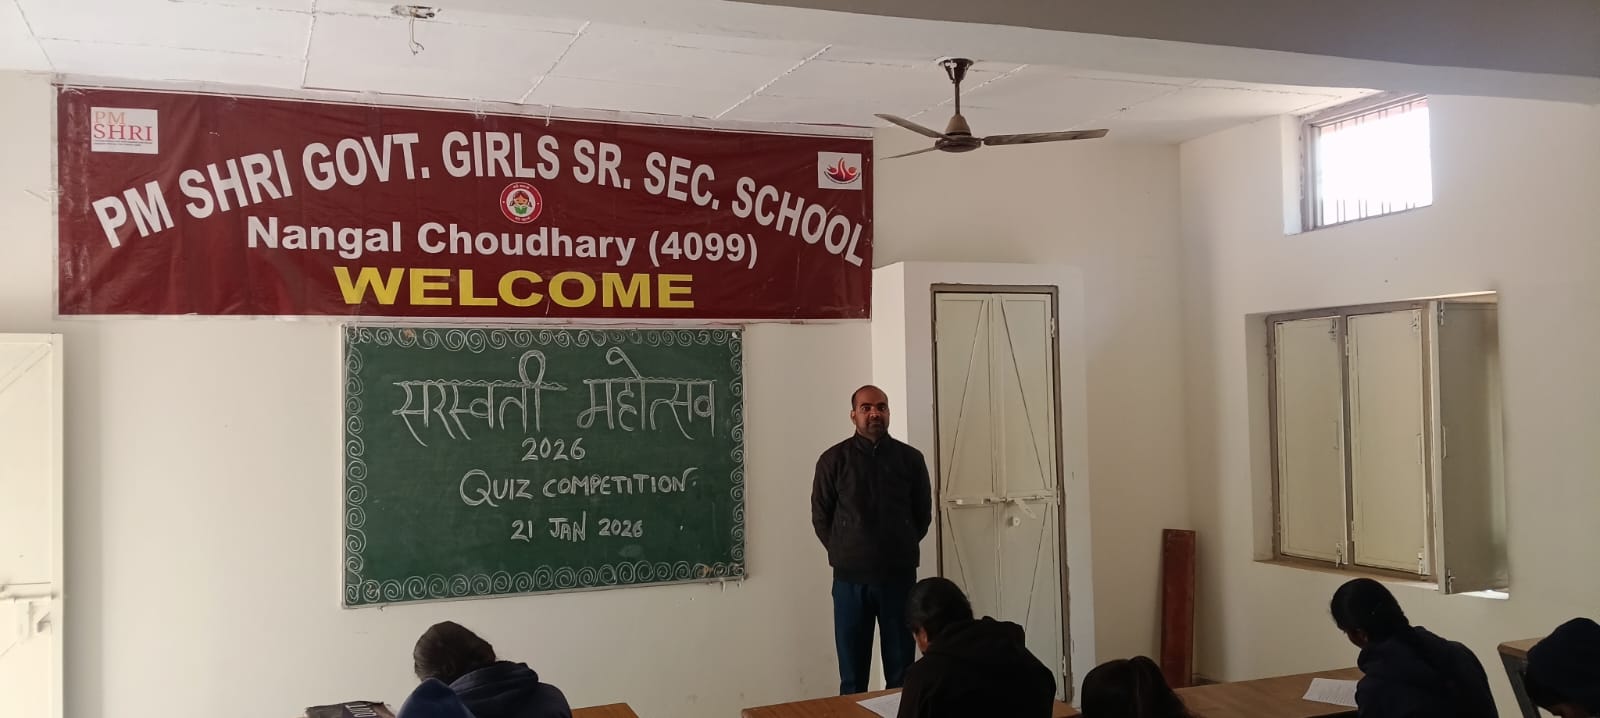 PM
SHRI
PM SHRI GOVT. GIRLS SR. SEC. SCHOOL
Nangal Choudhary (4099)
WELCOME
सरस्वती महोत्सव
2026
QUIZ COMPETITION
21 JAN 2026